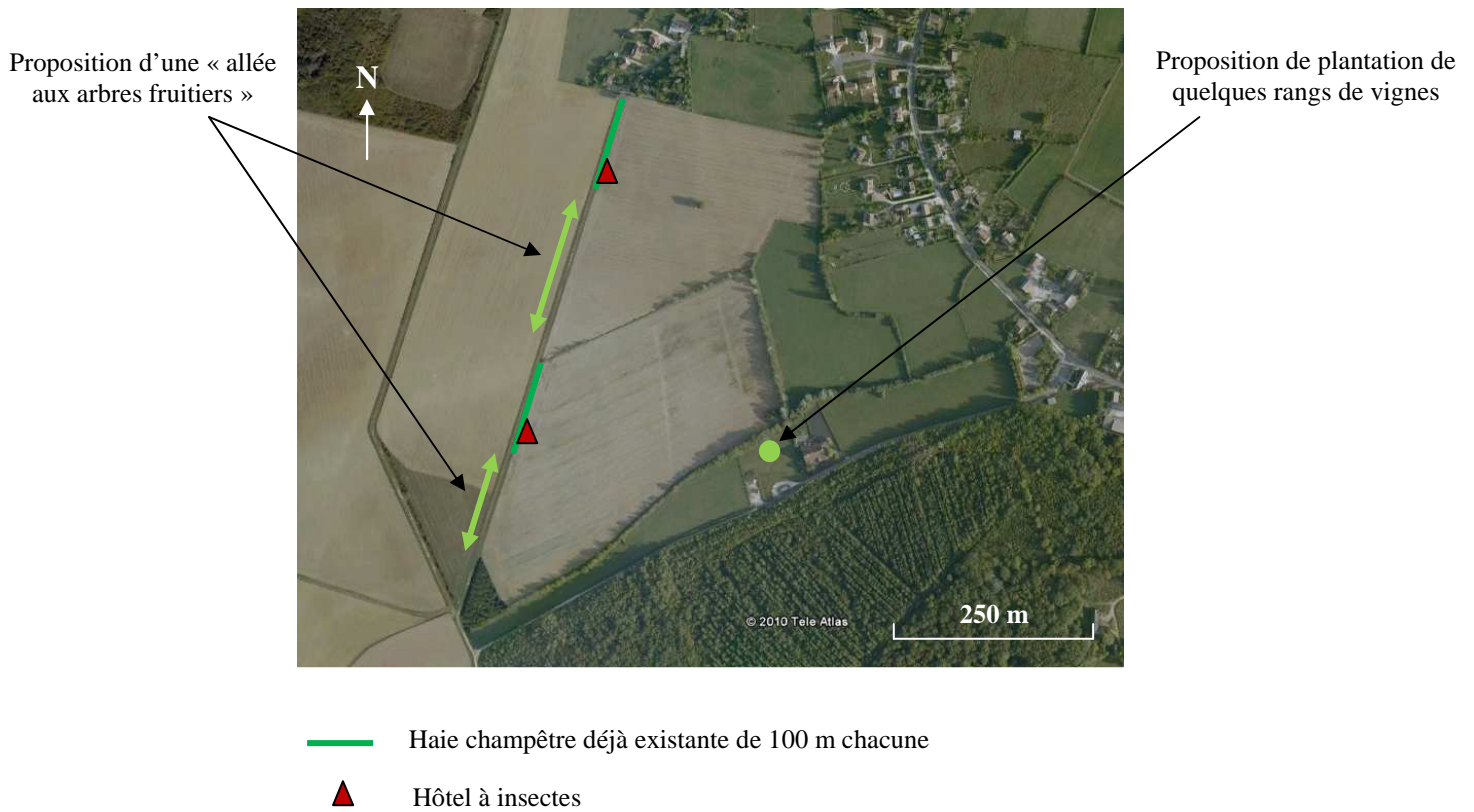 Proposition d’une « allée
aux arbres fruitiers »
N
Proposition de plantation de
quelques rangs de vignes
© 2010 Tele Atlas
250 m
Haie champêtre déjà existante de 100 m chacune
Hôtel à insectes